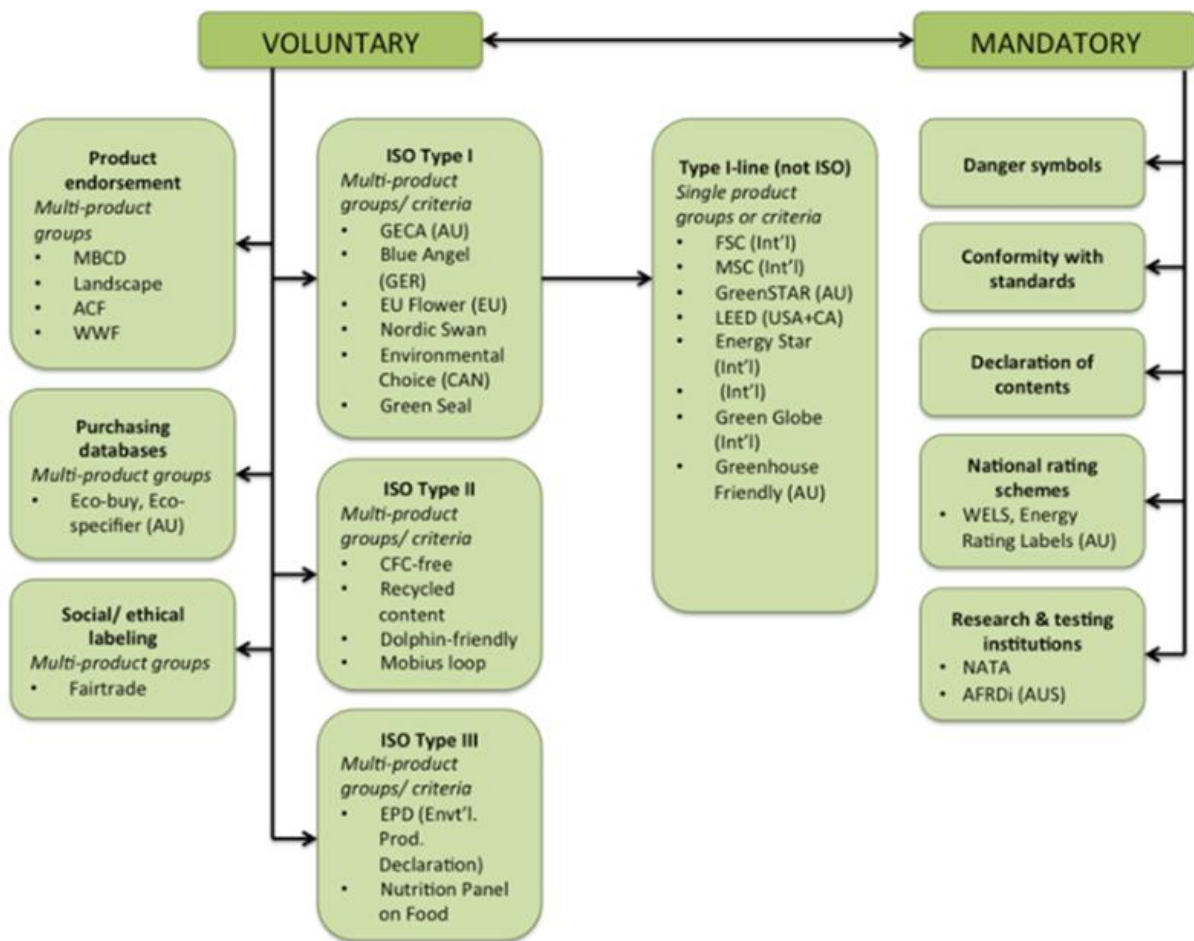 VOLUNTARY
MANDATORY
Product
endorsement
Multi-product
groups
• MBCD
• Landscape
• ACF
• WWF
Purchasing
databases
Multi-product groups
• Eco-buy, Eco-
specifier (AU)
Social/ ethical
labeling
Multi-product groups
• Fairtrade
ISO Type I
Multi-product
groups/ criteria
• GECA (AU)
• Blue Angel
(GER)
• EU Flower (EU)
• Nordic Swan
• Environmental
Choice (CAN)
• Green Seal
ISO Type II
Multi-product
groups/ criteria
• CFC-free
• Recycled
content
• Dolphin-friendly
• Mobius loop
ISO Type III
Multi-product
groups/ criteria
• EPD (Envt'l.
Prod.
Declaration)
• Nutrition Panel
on Food
Type I-line (not ISO)
Single product
groups or criteria
• FSC (Int'l)
• MSC (Int'l)
• GreenSTAR (AU)
• LEED (USA+CA)
• Energy Star
(Int'l)
• (Int'l)
• Green Globe
(Int'l)
• Greenhouse
Friendly (AU)
Danger symbols
Conformity with
standards
Declaration of
contents
National rating
schemes
• WELS, Energy
Rating Labels (AU)
Research & testing
institutions
• NATA
• AFRDi (AUS)